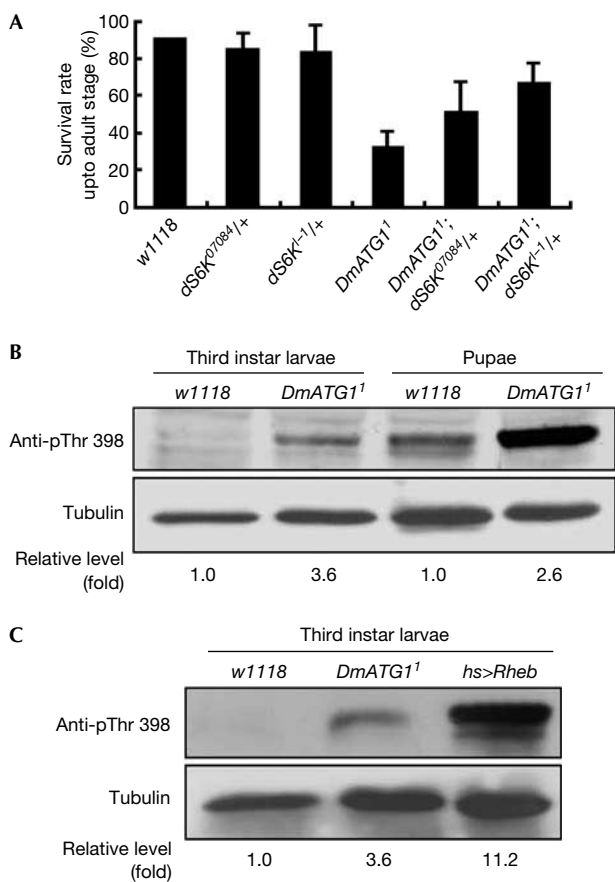 A
Survival rate
upto adult stage (%)
100
80
60
40
20
0
w1118
dS6K07084/+
dS6Kl–1/+
DmATG11
DmATG11;
dS6K07084/+
DmATG11;
dS6Kl–1/+
B
Third instar larvae Pupae
w1118 DmATG11 w1118 DmATG11
Anti-pThr 398
Tubulin
Relative level
(fold)
1.0 3.6 1.0 2.6
C
Third instar larvae
w1118 DmATG11 hs>Rheb
Anti-pThr 398
Tubulin
Relative level
(fold)
1.0 3.6 11.2